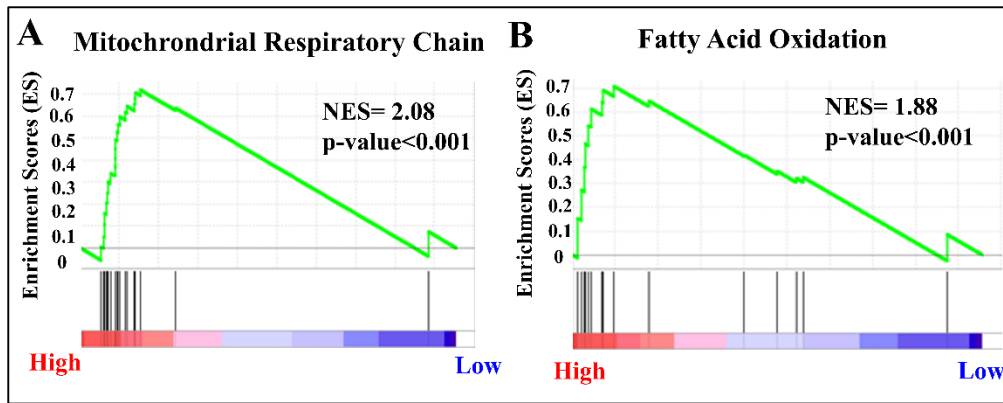 A
Mitochrondrial Respiratory Chain
Enrichment Scores (ES)
0.7
0.6
0.5
0.4
0.3
0.2
0.1
0
NES= 2.08
p-value<0.001
High
Low
B
Fatty Acid Oxidation
Enrichment Scores (ES)
0.7
0.6
0.5
0.4
0.3
0.2
0.1
0
NES= 1.88
p-value<0.001
High
Low